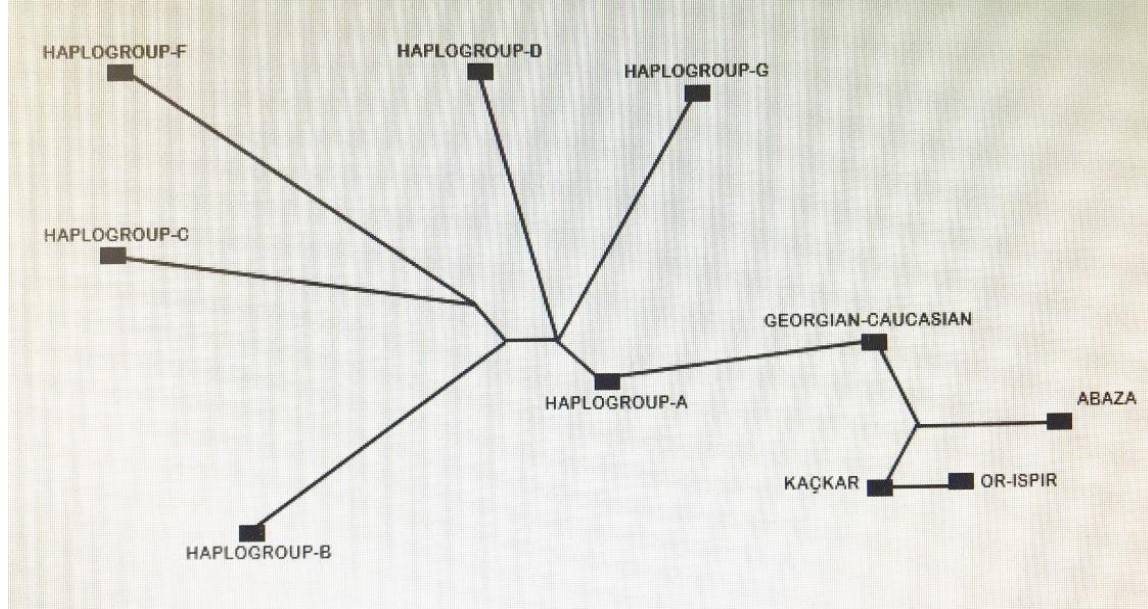 HAPLOGROUP-F
HAPLOGROUP-D
HAPLOGROUP-G
HAPLOGROUP-C
GEORGIAN-CAUCASIAN
HAPLOGROUP-A
ABAZA
KAÇKAR
OR-ISPIR
HAPLOGROUP-B